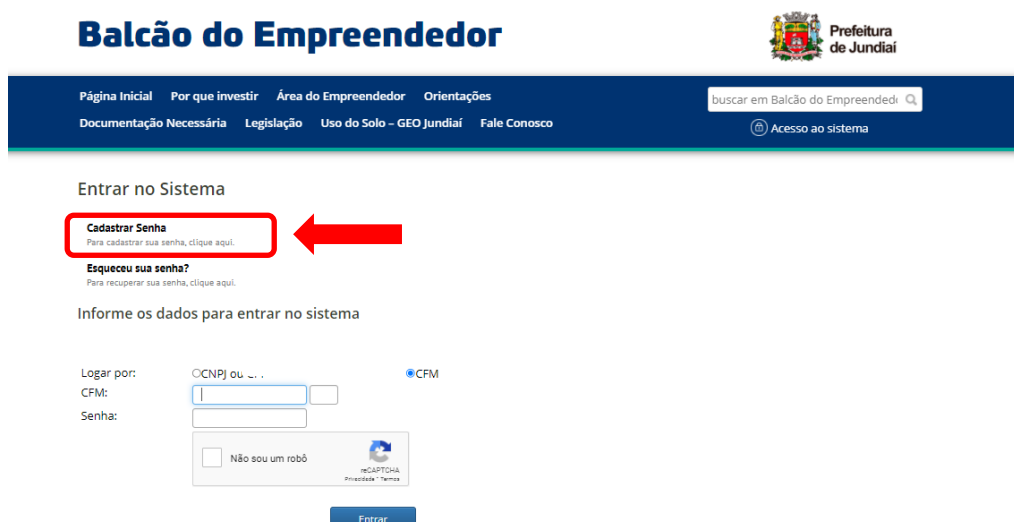 Balcão do Empreendedor
Prefeitura
de Jundiaí
Página Inicial Por que investir Área do Empreendedor Orientações
Documentação Necessária Legislação Uso do Solo – GEO Jundiaí Fale Conosco
buscar em Balcão do Empreended
Acesso ao sistema
Entrar no Sistema
Cadastrar Senha
Para cadastrar sua senha, clique aqui.
Esqueceu sua senha?
Para recuperar sua senha, clique aqui.
Informe os dados para entrar no sistema
Logar por: CNPJ ou CFM
CFM:
Senha:
Não sou um robô
reCAPTCHA
Privacidade - Termos
Entrar